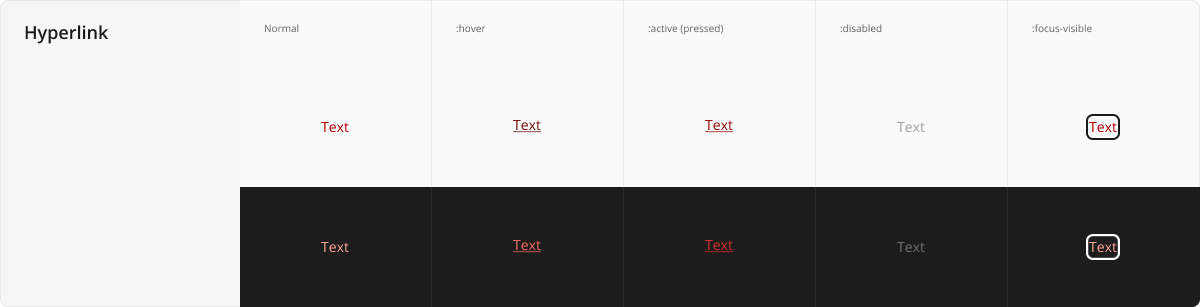 Hyperlink
Normal
:hover
:active (pressed)
:disabled
:focus-visible
Text
Text
Text
Text
Text
Text
Text
Text
Text
Text